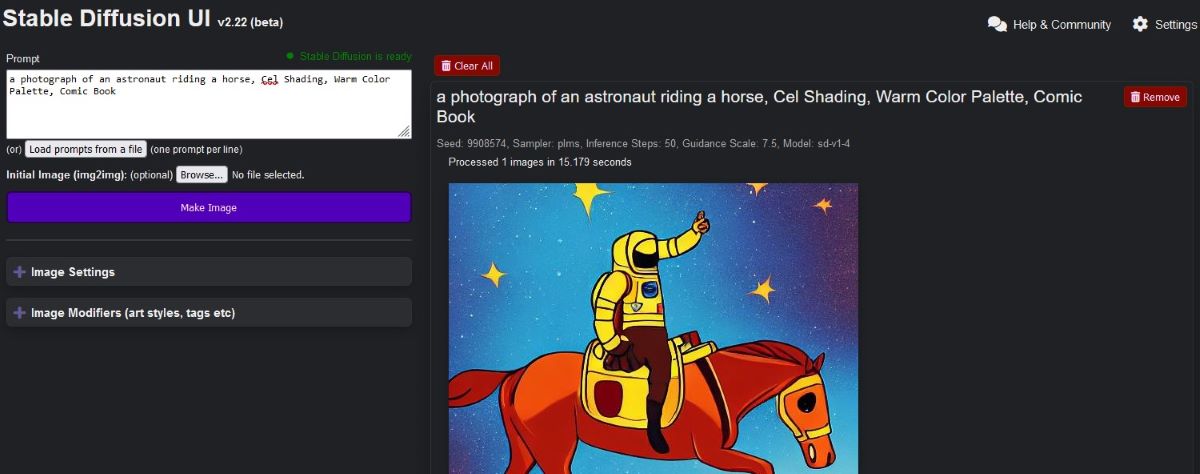 Stable Diffusion UI v2.22 (beta)
Help & Community
Settings
Prompt
Stable Diffusion is ready
a photograph of an astronaut riding a horse, Cel Shading, Warm Color
Palette, Comic Book
(or) Load prompts from a file (one prompt per line)
Initial Image (img2img): (optional) Browse... No file selected.
Make Image
Image Settings
Image Modifiers (art styles, tags etc)
Clear All
a photograph of an astronaut riding a horse, Cel Shading, Warm Color Palette, Comic
Book
Remove
Seed: 9908574, Sampler: plms, Inference Steps: 50, Guidance Scale: 7.5, Model: sd-v1-4
Processed 1 images in 15.179 seconds